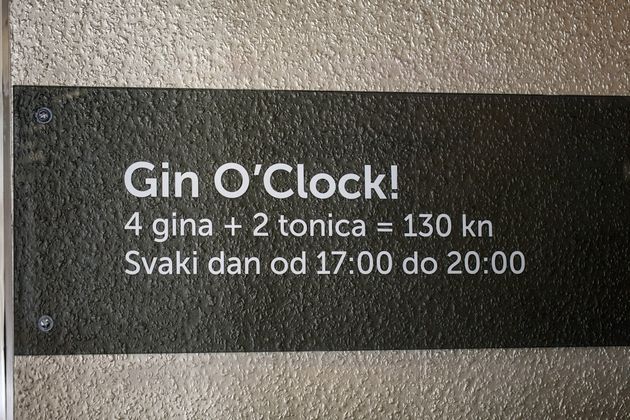 Gin O'Clock!
4 gina + 2 tonica = 130 kn
Svaki dan od 17:00 do 20:00